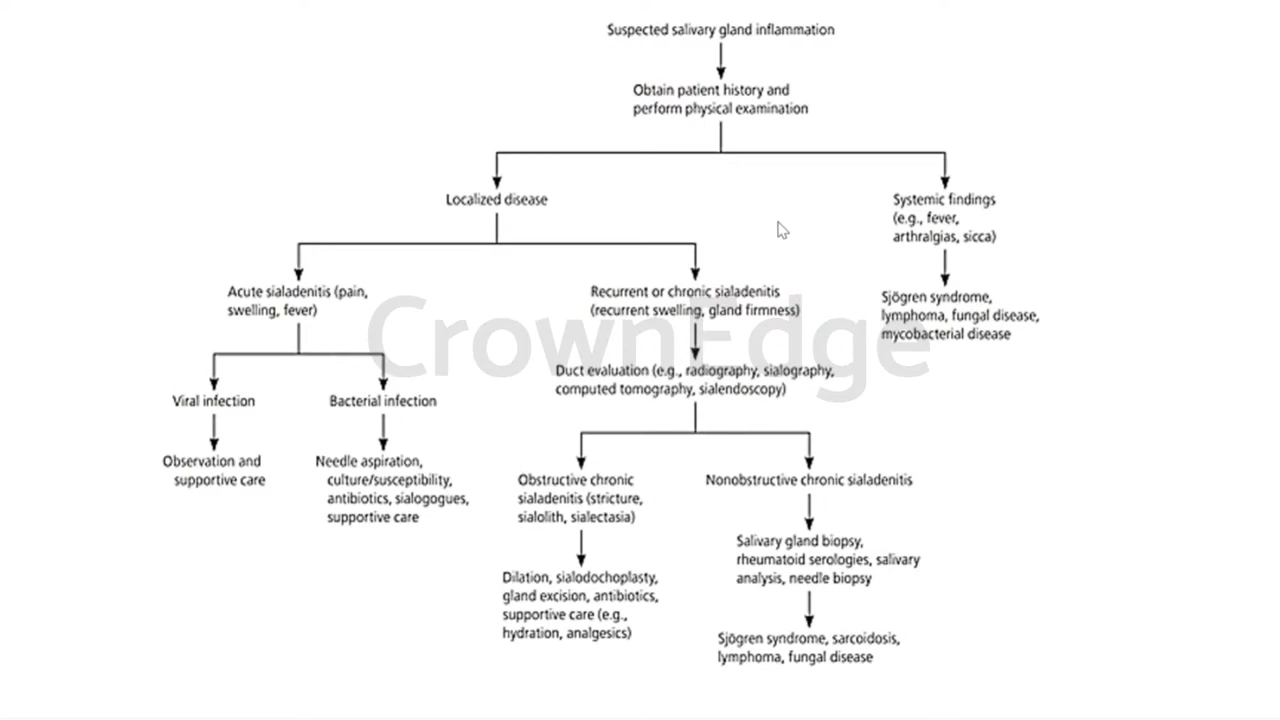 Suspected salivary gland inflammation
Obtain patient history and
perform physical examination
Localized disease
Systemic findings
(e.g., fever,
arthralgias, sicca)
Acute sialadenitis (pain,
swelling, fever)
Recurrent or chronic sialadenitis
(recurrent swelling, gland firmness)
Sjögren syndrome,
lymphoma, fungal disease,
mycobacterial disease
CrownEdge
Duct evaluation (e.g., radiography, sialography,
computed tomography, sialendoscopy)
Viral infection
Bacterial infection
Observation and
supportive care
Needle aspiration,
culture/susceptibility,
antibiotics, sialogogues,
supportive care
Obstructive chronic
sialadenitis (stricture,
sialolith, sialectasia)
Nonobstructive chronic sialadenitis
Dilation, sialodochoplasty,
gland excision, antibiotics,
supportive care (e.g.,
hydration, analgesics)
Salivary gland biopsy,
rheumatoid serologies, salivary
analysis, needle biopsy
Sjögren syndrome, sarcoidosis,
lymphoma, fungal disease